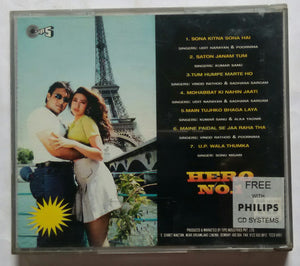 Tips
1. SONA KITNA SONA HAI
SINGERS: UDIT NARAYAN & POORNIMA
2. SATON JANAM TUM
SINGERS: KUMAR SANU
3. TUM HUMPE MARTE HO
SINGERS: VINOD RATHOD & SADHANA SARGAM
4. MOHABBAT KI NAHIN JAATI
SINGERS: UDIT NARAYAN & SADHANA SARGAM
5. MAIN TUJHKO BHAGA LAYA
SINGERS: KUMAR SANU & ALKA YAGNIK
6. MAINE PAIDAL SE JAA RAHA THA
SINGERS: VINOD RATHOD & POORNIMA
7. U.P. WALA THUMKA
SINGER: SONU NIGAM
HERO
NO.
FREE
WITH
PHILIPS
CD SYSTEMS